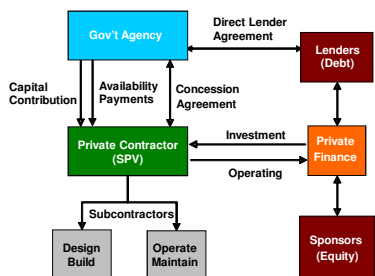 Gov't Agency
Direct Lender
Agreement
Lenders
(Debt)
Capital
Contribution
Availability
Payments
Concession
Agreement
Private Contractor
(SPV)
Investment
Operating
Private
Finance
Subcontractors
Design
Build
Operate
Maintain
Sponsors
(Equity)